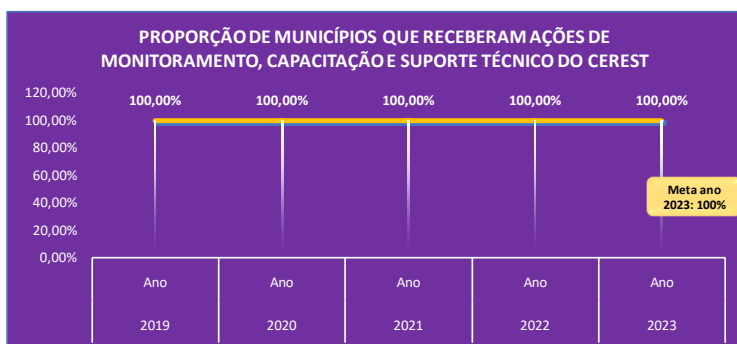 PROPORÇÃO DE MUNICÍPIOS QUE RECEBERAM AÇÕES DE
MONITORAMENTO, CAPACITAÇÃO E SUPORTE TÉCNICO DO CEREST
120,00%
100,00%
80,00%
60,00%
40,00%
20,00%
0,00%
100,00% 100,00% 100,00% 100,00% 100,00%
Meta ano
2023: 100%
Ano Ano Ano Ano Ano
2019 2020 2021 2022 2023